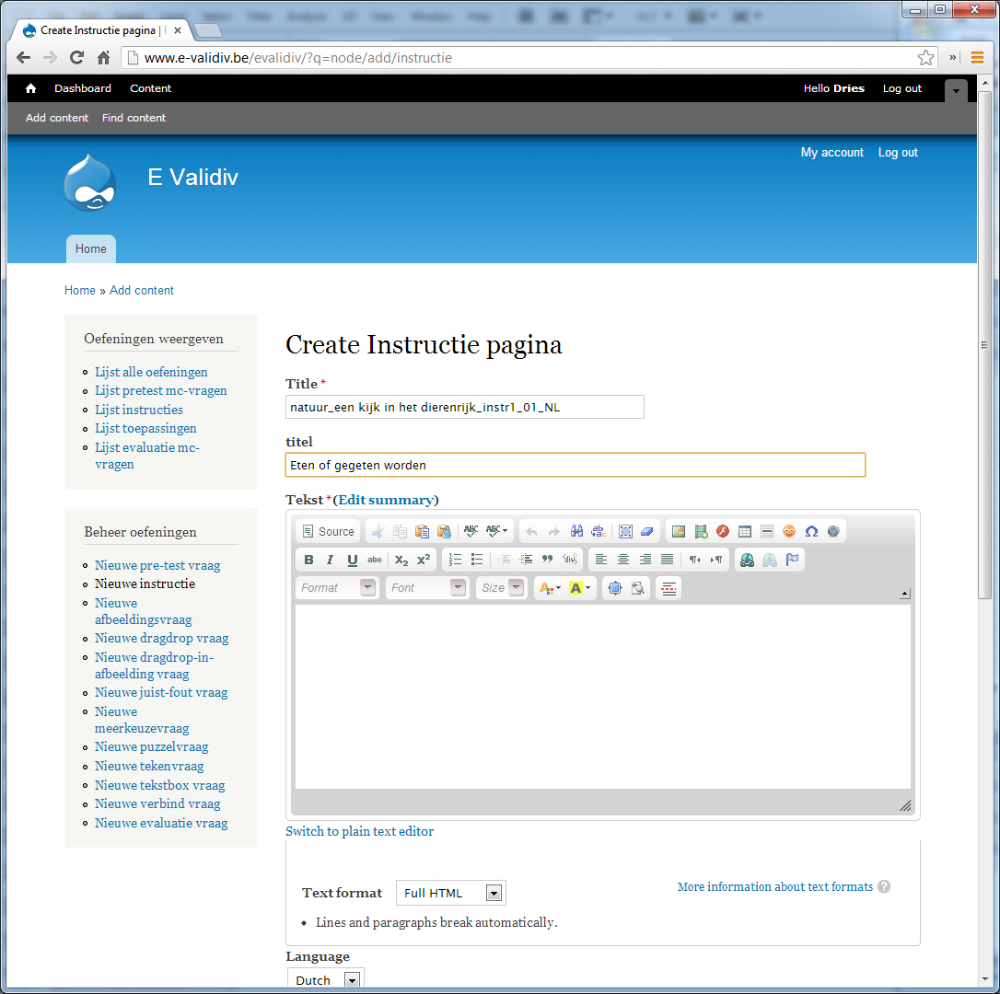 Create Instructie pagina |
www.e-validiv.be/evalidiv/?q=node/add/instructie
»
Dashboard Content Hello Dries Log out
Add content Find content
My account Log out
E Validiv
Home
Home » Add content
Oefeningen weergeven
Lijst alle oefeningen
Lijst pretest mc-vragen
Lijst instructies
Lijst toepassingen
Lijst evaluatie mc-
vragen
Beheer oefeningen
Nieuwe pre-test vraag
Nieuwe instructie
Nieuwe
afbeeldingsvraag
Nieuwe dragdrop vraag
Nieuwe dragdrop-in-
afbeelding vraag
Nieuwe juist-fout vraag
Nieuwe
meerkeuzevraag
Nieuwe puzzelvraag
Nieuwe tekenvraag
Nieuwe tekstbox vraag
Nieuwe verbind vraag
Nieuwe evaluatie vraag
Create Instructie pagina
Title *
natuur_een kijk in het dierenrijk_instr1_01_NL
titel
Eten of gegeten worden
Tekst *(Edit summary)
Source ABC ABC
B I U abc X₂ X²
Format Font Size A A
Switch to plain text editor
Text format Full HTML More information about text formats ?
Lines and paragraphs break automatically.
Language
Dutch